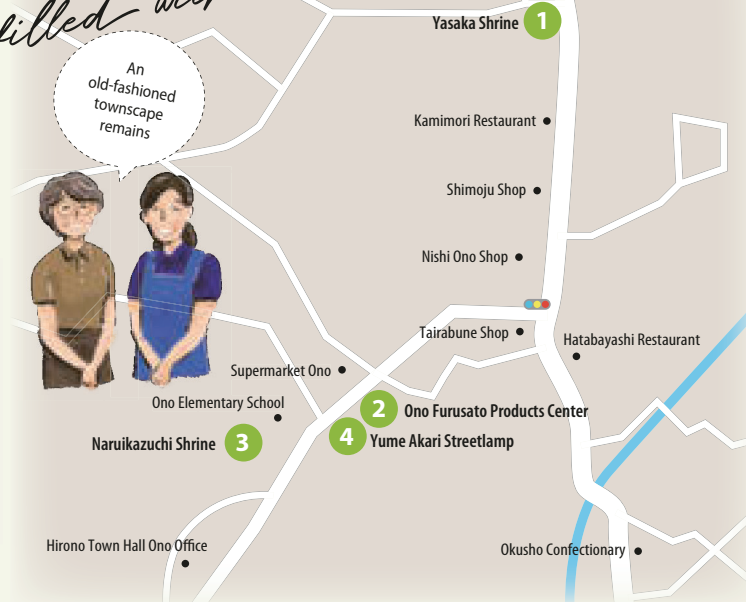 filled with
Yasaka Shrine 1
An
old-fashioned
townscape
remains
Kamimori Restaurant
Shimoju Shop
Nishi Ono Shop
Tairabune Shop
Hatabayashi Restaurant
Supermarket Ono
Ono Elementary School
2 Ono Furusato Products Center
Naruikazuchi Shrine 3
4 Yume Akari Streetlamp
Hirono Town Hall Ono Office
Okusho Confectionary